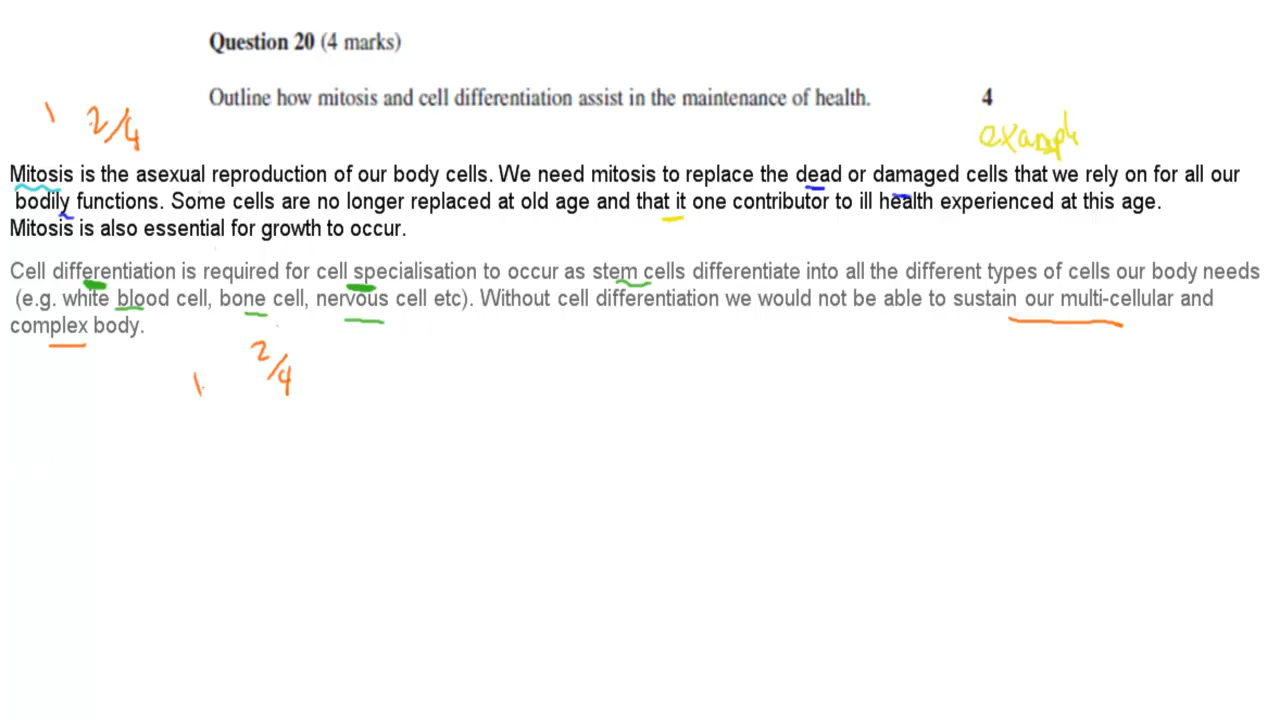 Question 20 (4 marks)
Outline how mitosis and cell differentiation assist in the maintenance of health. 4
1 2/4
example
Mitosis is the asexual reproduction of our body cells. We need mitosis to replace the dead or damaged cells that we rely on for all our
bodily functions. Some cells are no longer replaced at old age and that it one contributor to ill health experienced at this age.
Mitosis is also essential for growth to occur.
Cell differentiation is required for cell specialisation to occur as stem cells differentiate into all the different types of cells our body needs
(e.g. white blood cell, bone cell, nervous cell etc). Without cell differentiation we would not be able to sustain our multi-cellular and
complex body.
1 2/4